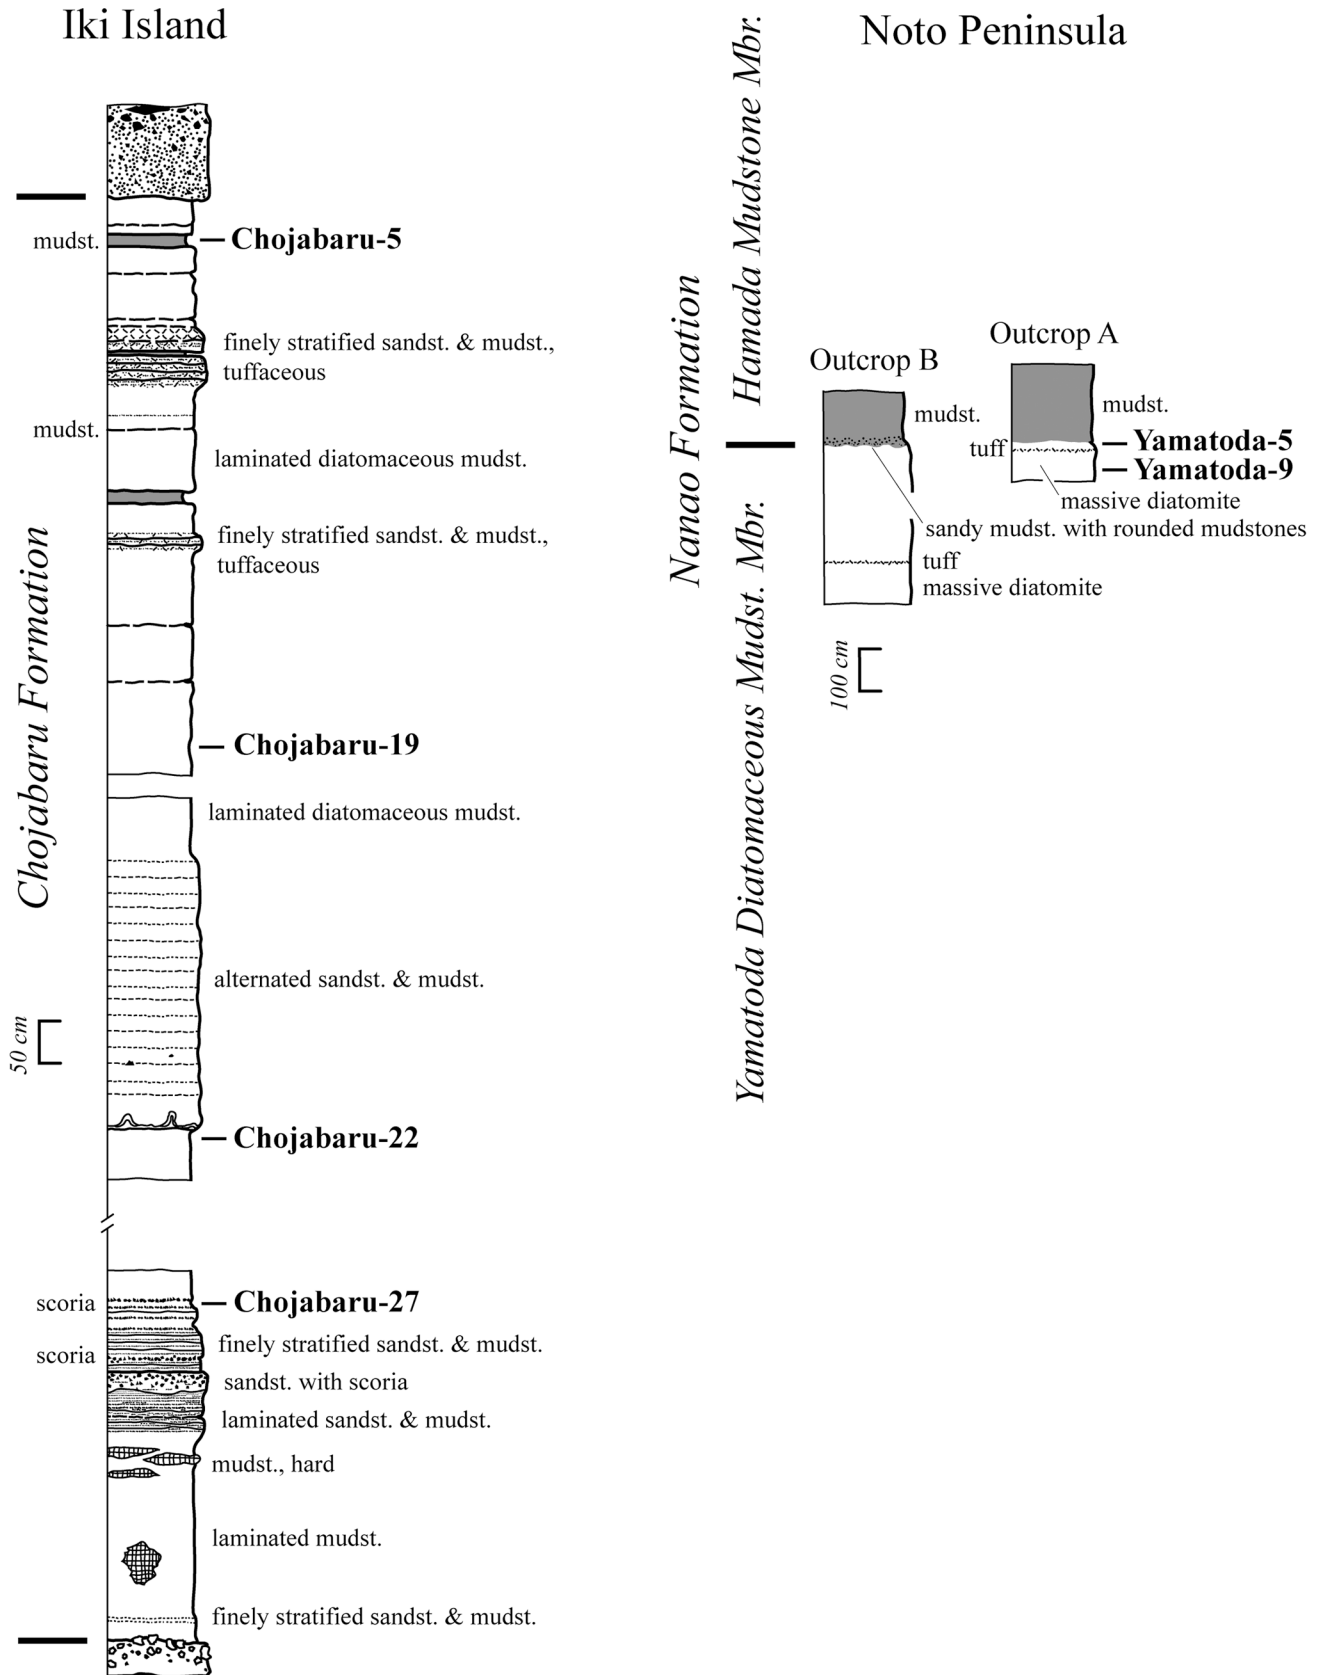 Iki Island
mudst.
Chojabaru-5
finely stratified sandst. & mudst.,
tuffaceous
mudst.
laminated diatomaceous mudst.
finely stratified sandst. & mudst.,
tuffaceous
Chojabaru Formation
Chojabaru-19
laminated diatomaceous mudst.
alternated sandst. & mudst.
50 cm
Chojabaru-22
scoria
Chojabaru-27
finely stratified sandst. & mudst.
scoria
sandst. with scoria
laminated sandst. & mudst.
mudst., hard
laminated mudst.
finely stratified sandst. & mudst.
Noto Peninsula
Nanao Formation
Hamada Mudstone Mbr.
Yamatoda Diatomaceous Mudst. Mbr.
Outcrop B
mudst.
sandy mudst. with rounded mudstones
tuff
massive diatomite
100 cm
Outcrop A
mudst.
tuff
Yamatoda-5
Yamatoda-9
massive diatomite